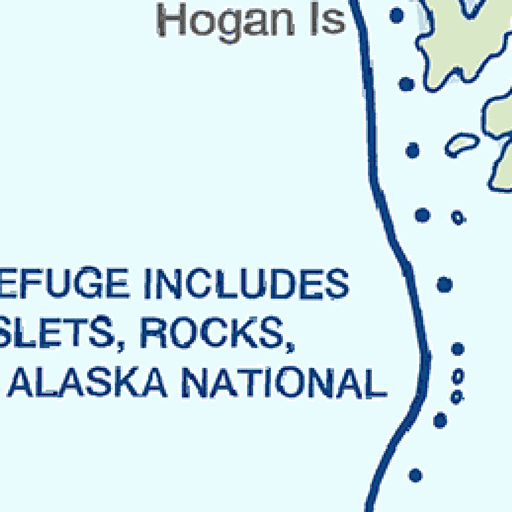 Hogan Is
EFUGE INCLUDES
SLETS, ROCKS,
ALASKA NATIONAL